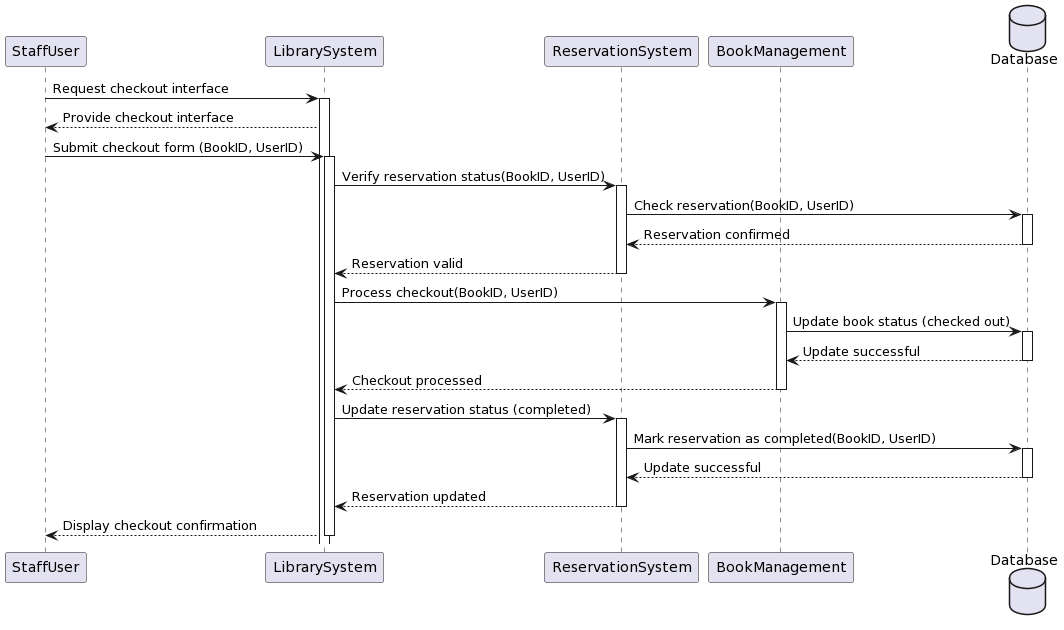 Database
StaffUser
LibrarySystem
ReservationSystem
BookManagement
Request checkout interface
Provide checkout interface
Submit checkout form (BookID, UserID)
Verify reservation status(BookID, UserID)
Check reservation(BookID, UserID)
Reservation confirmed
Reservation valid
Process checkout(BookID, UserID)
Update book status (checked out)
Update successful
Checkout processed
Update reservation status (completed)
Mark reservation as completed(BookID, UserID)
Update successful
Reservation updated
Display checkout confirmation
StaffUser
LibrarySystem
ReservationSystem
BookManagement
Database